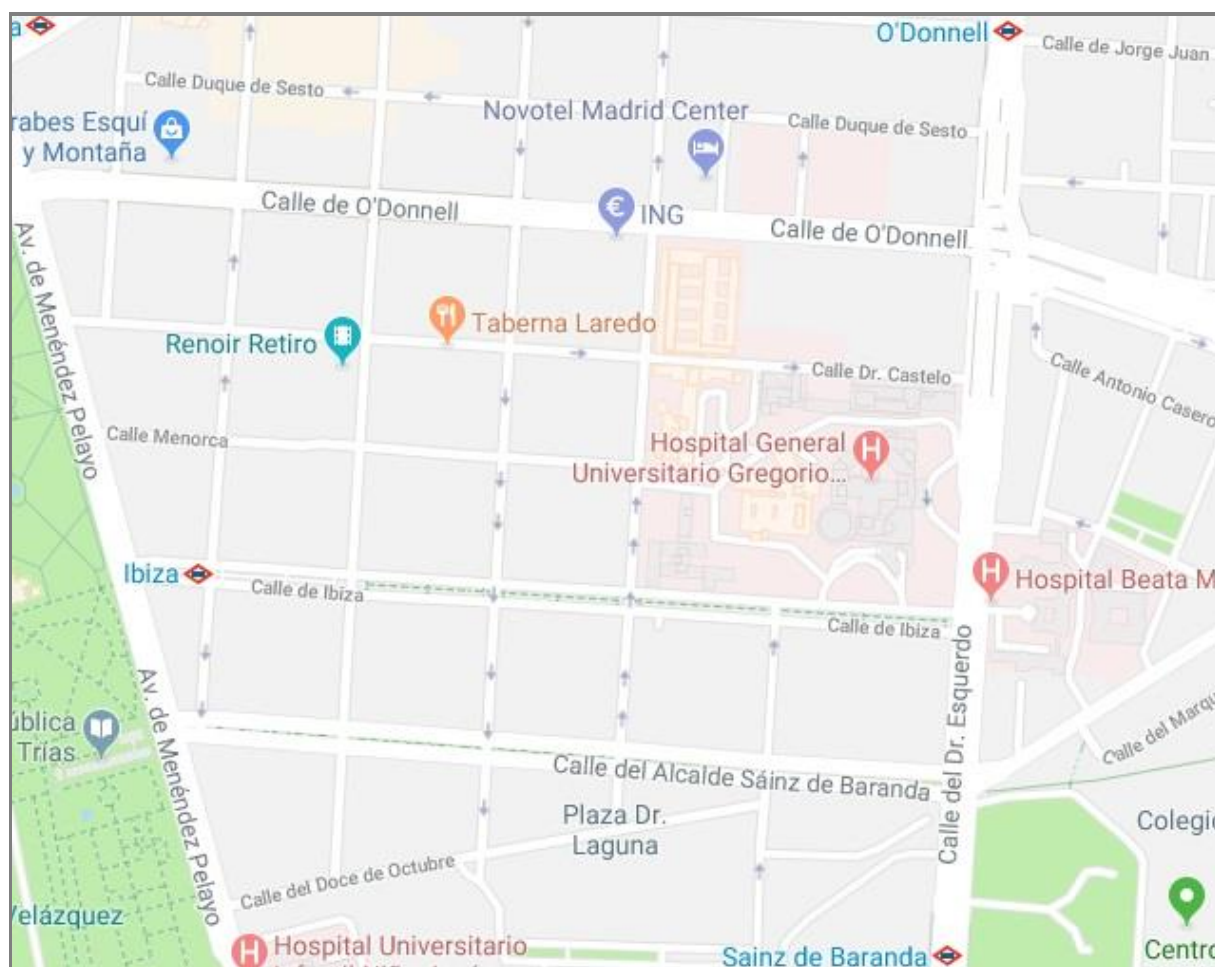 a
O'Donnell
Calle de Jorge Juan
Calle Duque de Sesto
Novotel Madrid Center
Calle Duque de Sesto
rabes Esquí
y Montaña
Calle de O'Donnell
€ ING
Calle de O'Donnell
Av. de Menéndez Pelayo
Taberna Laredo
Renoir Retiro
Calle Dr. Castelo
Calle Antonio Casero
Calle Menorca
Hospital General
Universitario Gregorio...
H
Ibiza
Calle de Ibiza
H Hospital Beata M
Calle de Ibiza
Av. de Menéndez Pelayo
Calle del Dr. Esquerdo
ública
Trías
Calle del Marqu
Calle del Alcalde Sáinz de Baranda
Plaza Dr.
Laguna
Colegio
Calle del Doce de Octubre
Velázquez
H Hospital Universitario
Sainz de Baranda
Centro